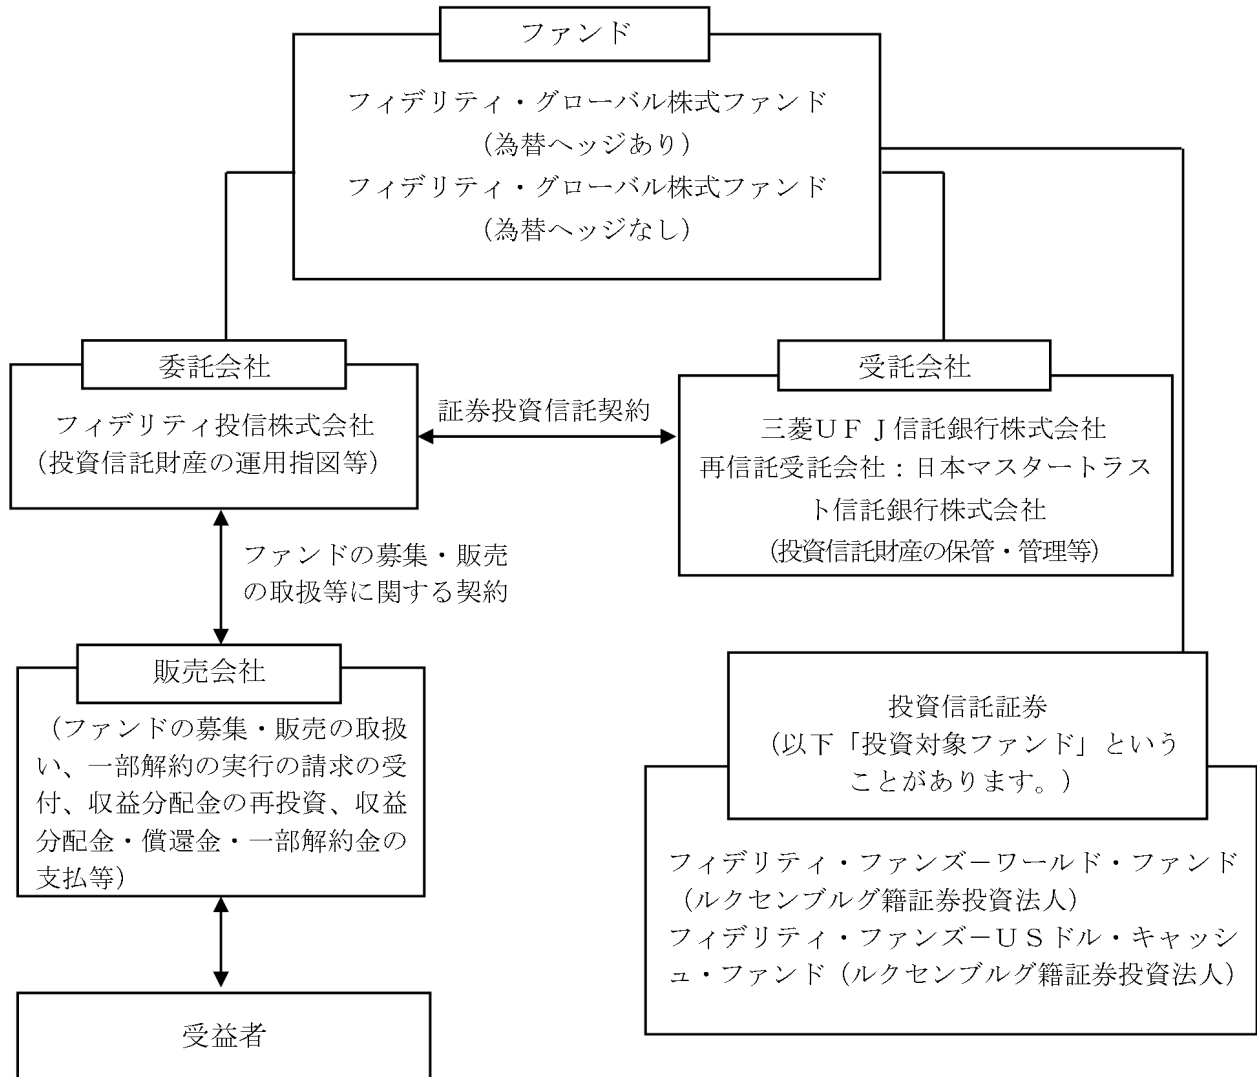 ファンド
フィデリティ・グローバル株式ファンド
(為替ヘッジあり)
フィデリティ・グローバル株式ファンド
(為替ヘッジなし)
委託会社
フィデリティ投信株式会社
(投資信託財産の運用指図等)
証券投資信託契約
受託会社
三菱UFJ信託銀行株式会社
再信託受託会社:日本マスタートラス
ト信託銀行株式会社
(投資信託財産の保管・管理等)
ファンドの募集・販売
の取扱等に関する契約
販売会社
(ファンドの募集・販売の取扱
い、一部解約の実行の請求の受
付、収益分配金の再投資、収益
分配金・償還金・一部解約金の
支払等)
受益者
投資信託証券
(以下「投資対象ファンド」という
ことがあります。)
フィデリティ・ファンズ-ワールド・ファンド
(ルクセンブルグ籍証券投資法人)
フィデリティ・ファンズ-USドル・キャッシ
ュ・ファンド(ルクセンブルグ籍証券投資法人)